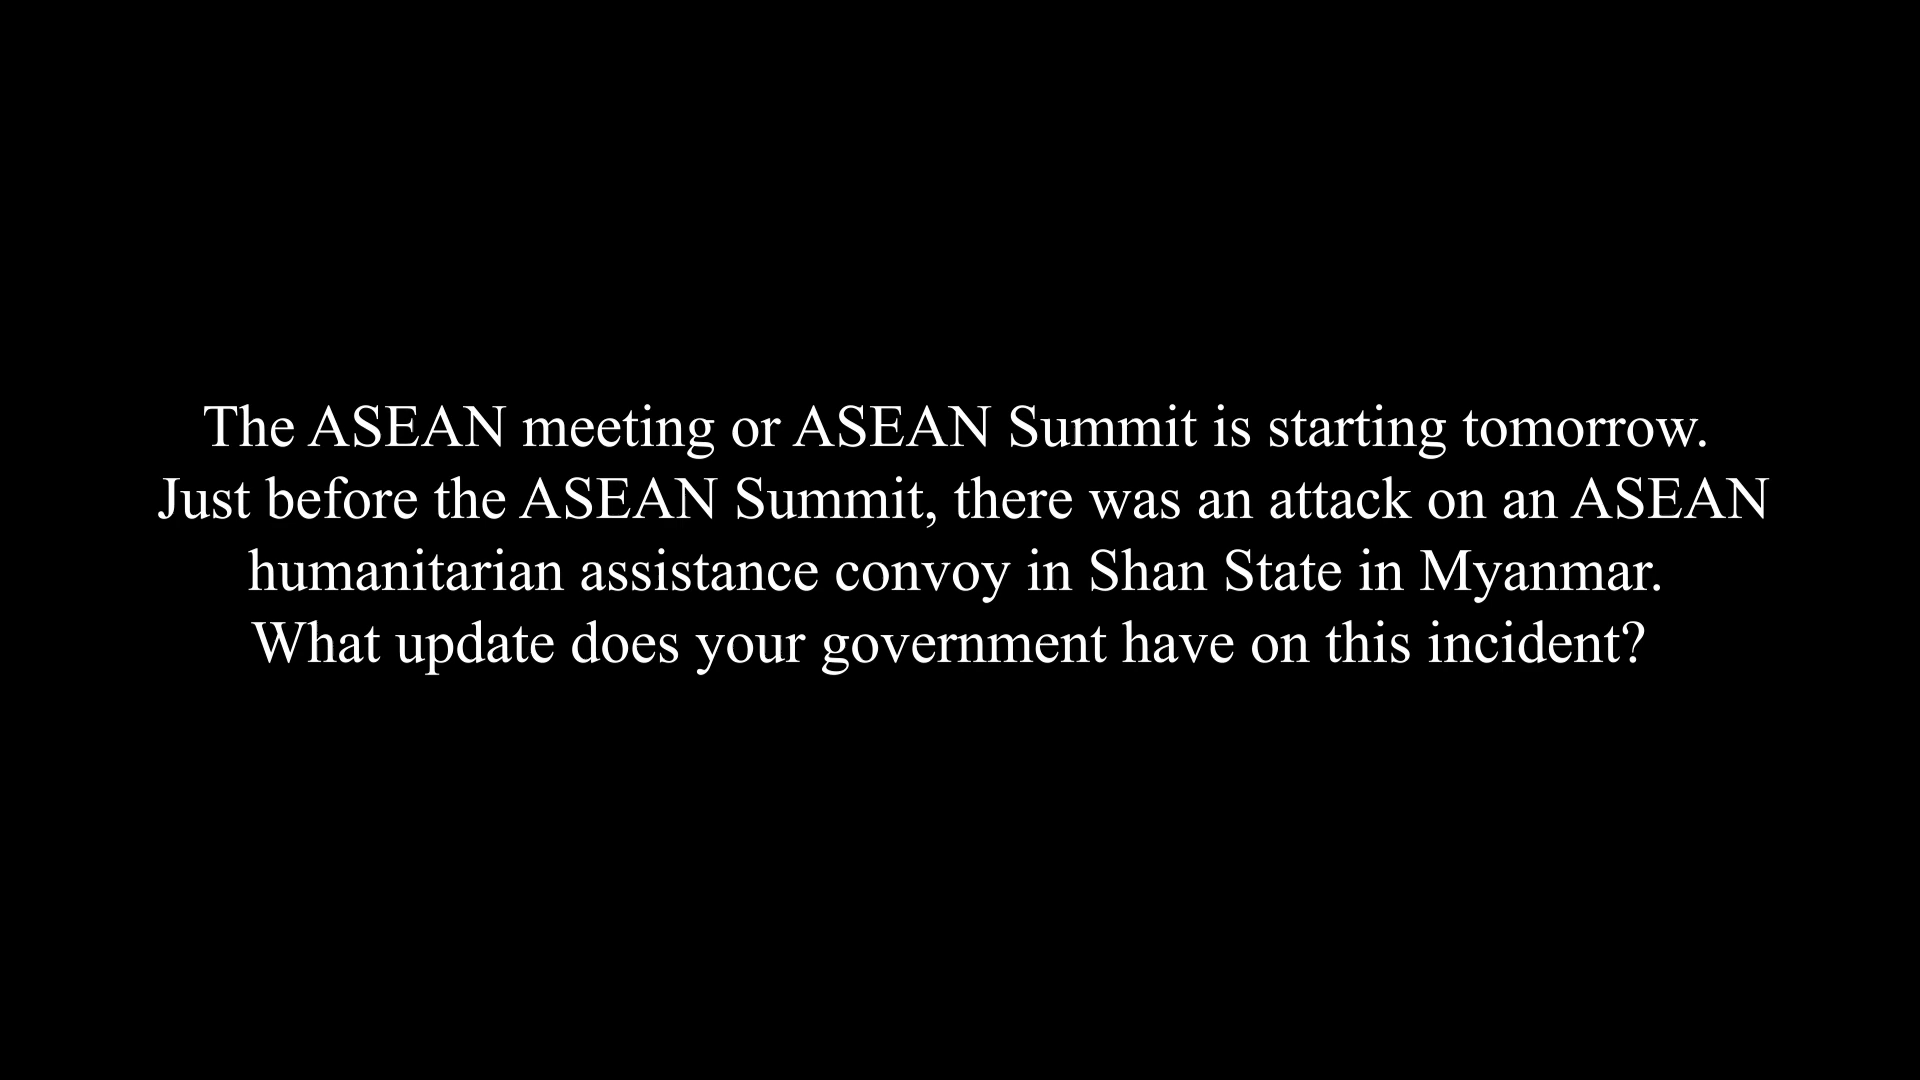 The ASEAN meeting or ASEAN Summit is starting tomorrow.
Just before the ASEAN Summit, there was an attack on an ASEAN
humanitarian assistance convoy in Shan State in Myanmar.
What update does your government have on this incident?